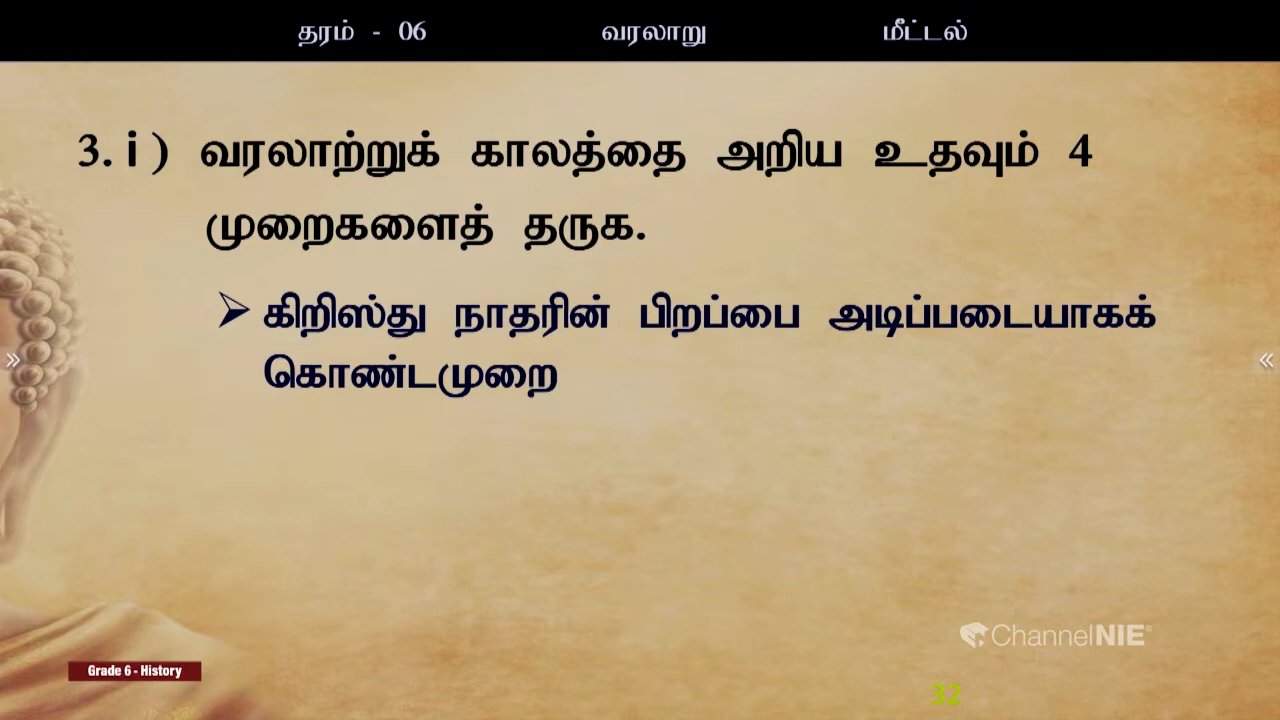 தரம் - 06 வரலாறு மீட்டல்
3. i ) வரலாற்றுக் காலத்தை அறிய உதவும் 4
முறைகளைத் தருக.
➢ கிறிஸ்து நாதரின் பிறப்பை அடிப்படையாகக்
கொண்டமுறை
ChannelNIE®
Grade 6 - History
32